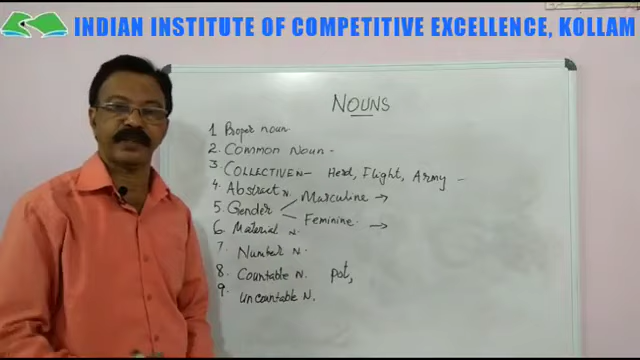 INDIAN INSTITUTE OF COMPETITIVE EXCELLENCE, KOLLAM
NOUNS
1 Proper noun
2. Common Noun -
3. COLLECTIVE N - Herd, Flight, Army -
4. Abstract N.
5. Gender Masculine →
Feminine. →
6. Material N.
7. Number N.
8. Countable N. pot,
9. Uncountable N.